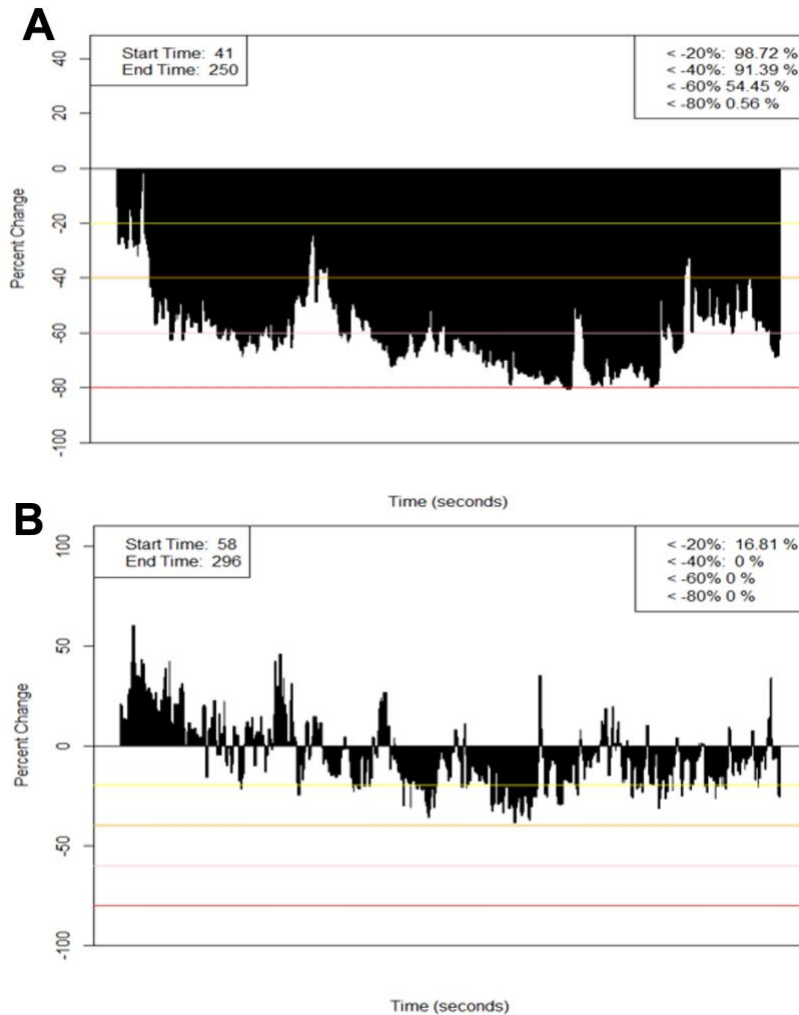 A
Start Time: 41
End Time: 250
< -20%: 98.72 %
< -40%: 91.39 %
< -60% 54.45 %
< -80% 0.56 %
40
20
0
-20
-40
-60
-80
-100
Percent Change
Time (seconds)
B
Start Time: 58
End Time: 296
< -20%: 16.81 %
< -40%: 0 %
< -60% 0 %
< -80% 0 %
100
50
0
-50
-100
Percent Change
Time (seconds)